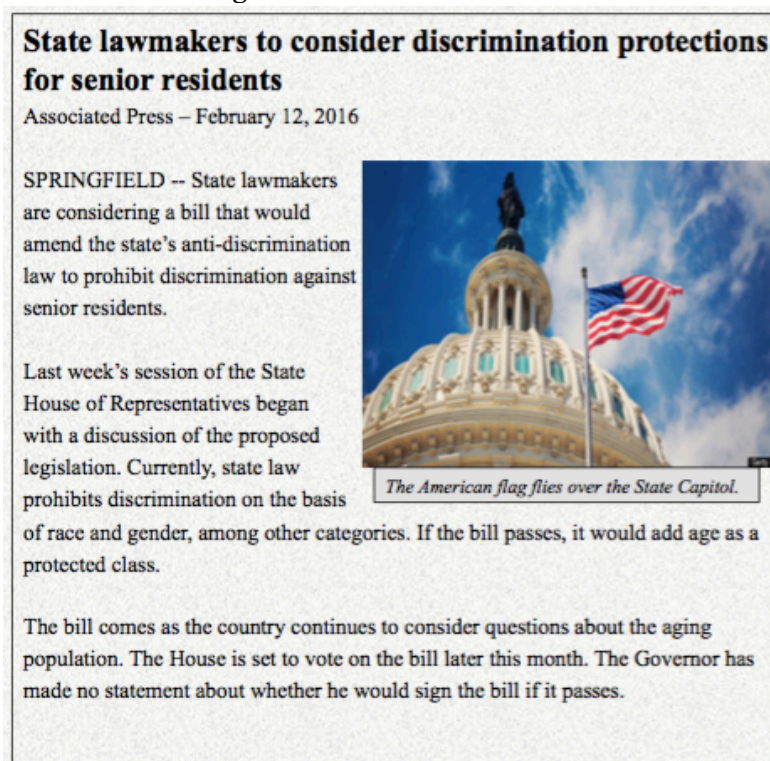 State lawmakers to consider discrimination protections
for senior residents
Associated Press – February 12, 2016
SPRINGFIELD -- State lawmakers
are considering a bill that would
amend the state’s anti-discrimination
law to prohibit discrimination against
senior residents.
Last week’s session of the State
House of Representatives began
with a discussion of the proposed
legislation. Currently, state law
prohibits discrimination on the basis
The American flag flies over the State Capitol.
of race and gender, among other categories. If the bill passes, it would add age as a
protected class.
The bill comes as the country continues to consider questions about the aging
population. The House is set to vote on the bill later this month. The Governor has
made no statement about whether he would sign the bill if it passes.